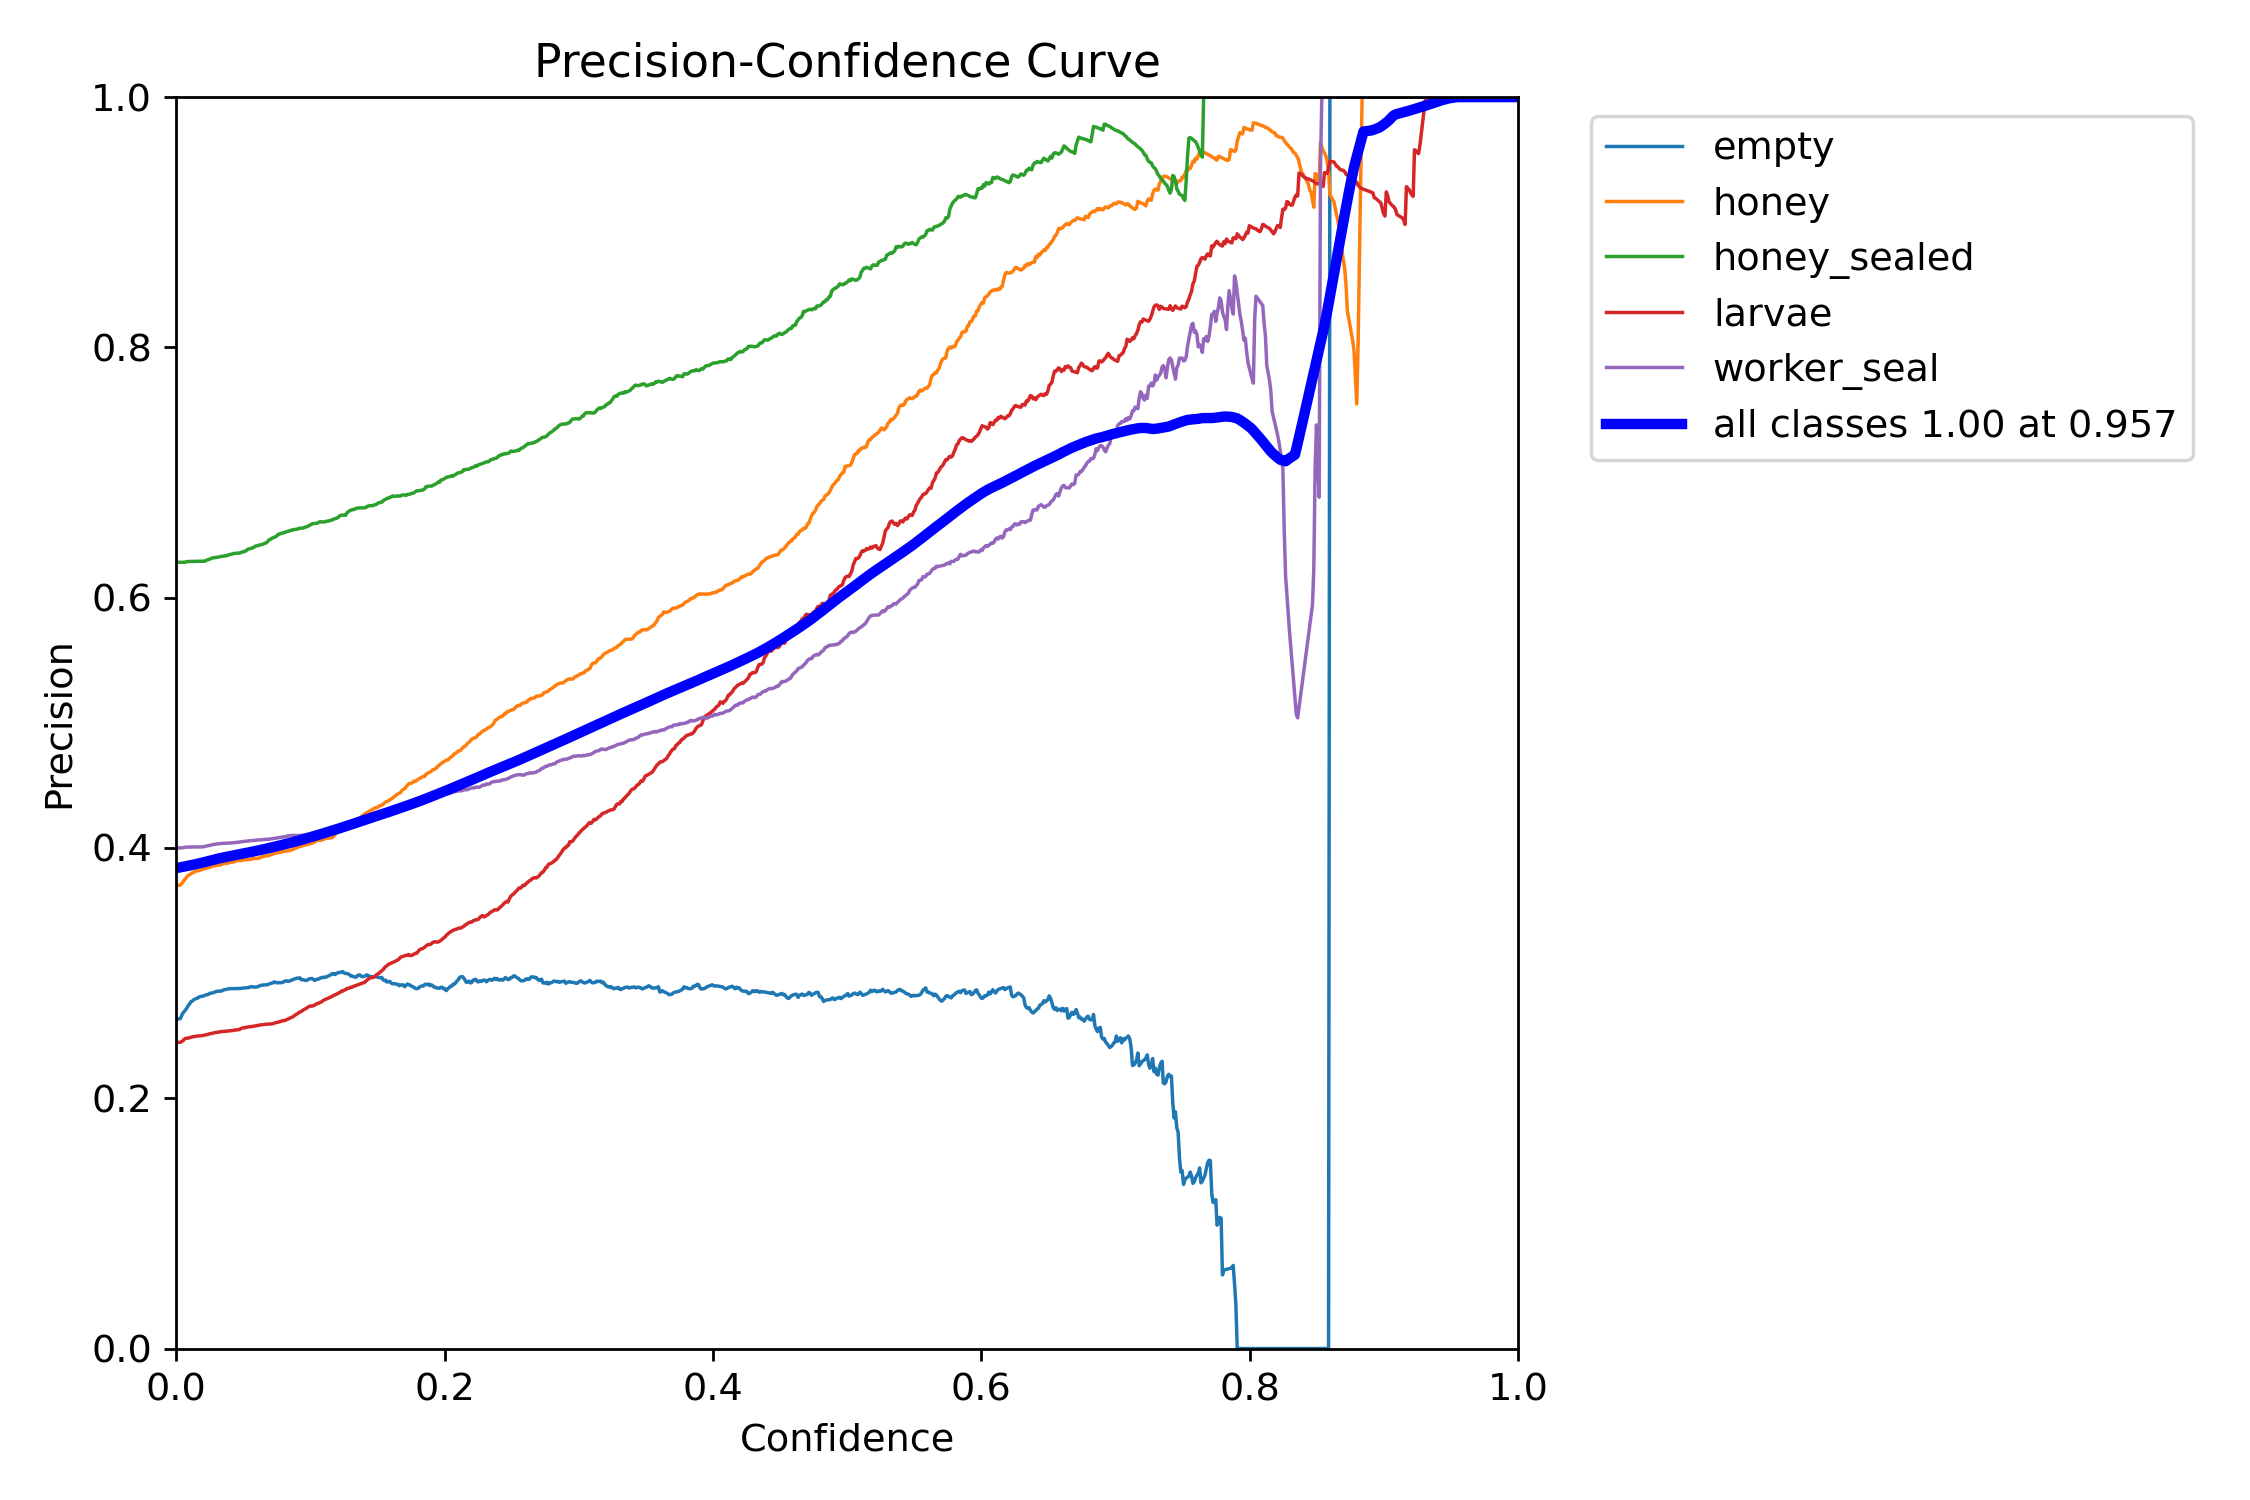 Precision-Confidence Curve
1.0
0.8
0.6
0.4
0.2
0.0
Precision
0.0 0.2 0.4 0.6 0.8 1.0
Confidence
empty
honey
honey_sealed
larvae
worker_seal
all classes 1.00 at 0.957